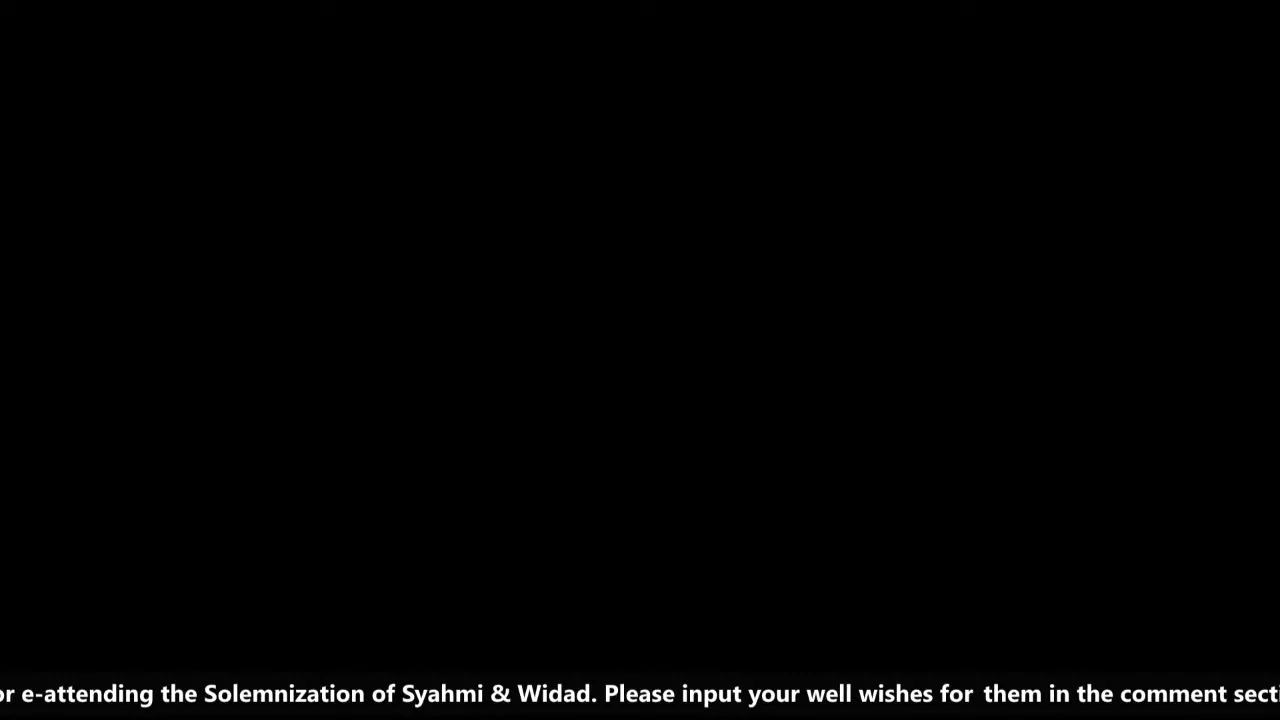 e-attending the Solemnization of Syahmi & Widad. Please input your well wishes for them in the comment